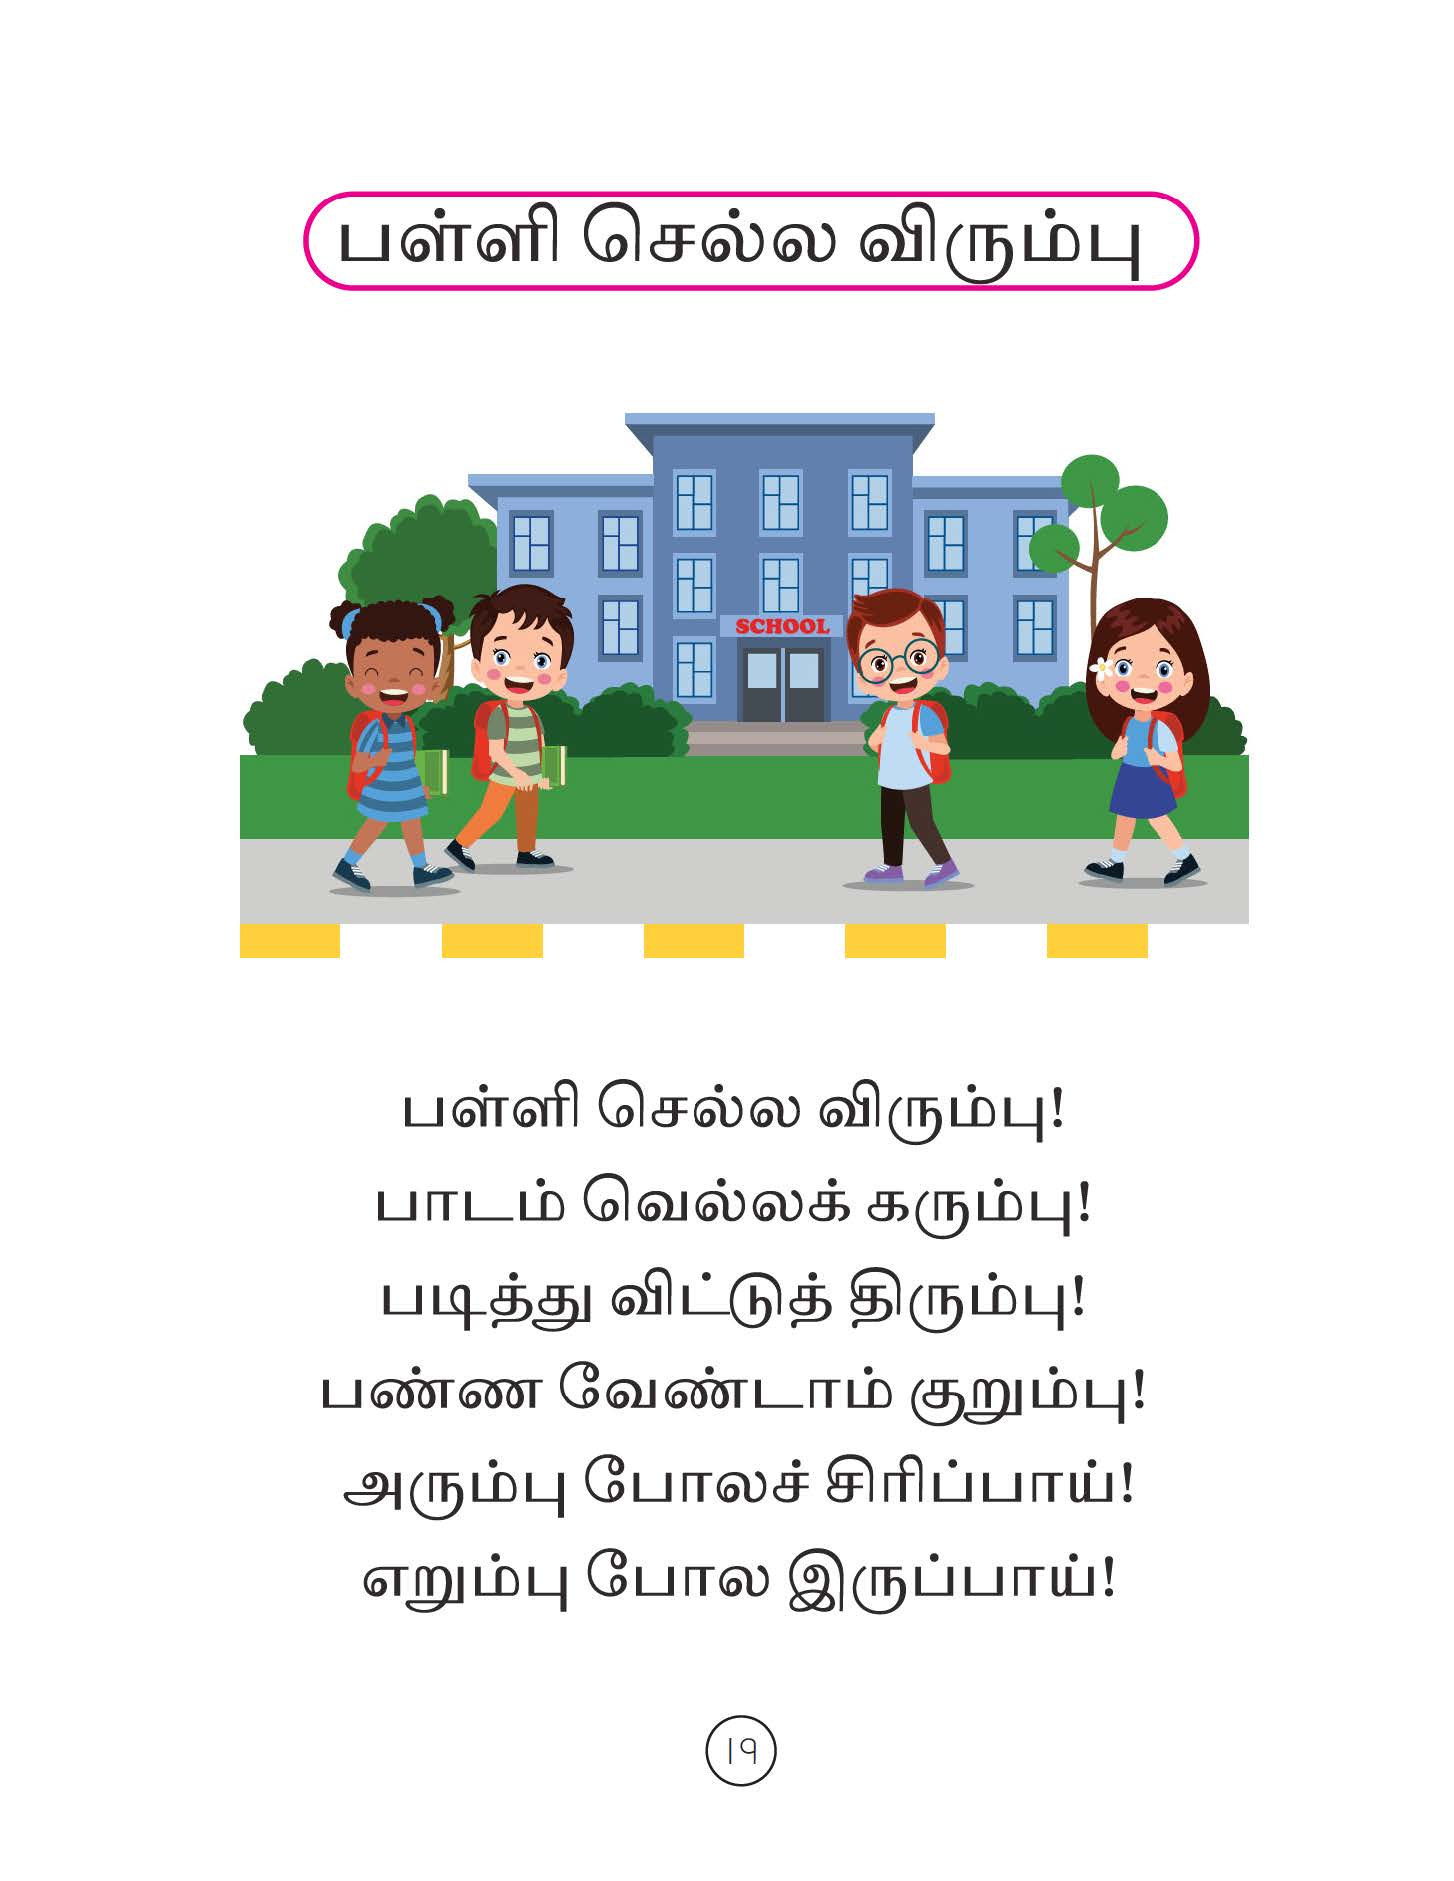 பள்ளி செல்ல விரும்பு
SCHOOL
பள்ளி செல்ல விரும்பு!
பாடம் வெல்லக் கரும்பு!
படித்து விட்டுத் திரும்பு!
பண்ண வேண்டாம் குறும்பு!
அரும்பு போலச் சிரிப்பாய்!
எறும்பு போல இருப்பாய்!
19